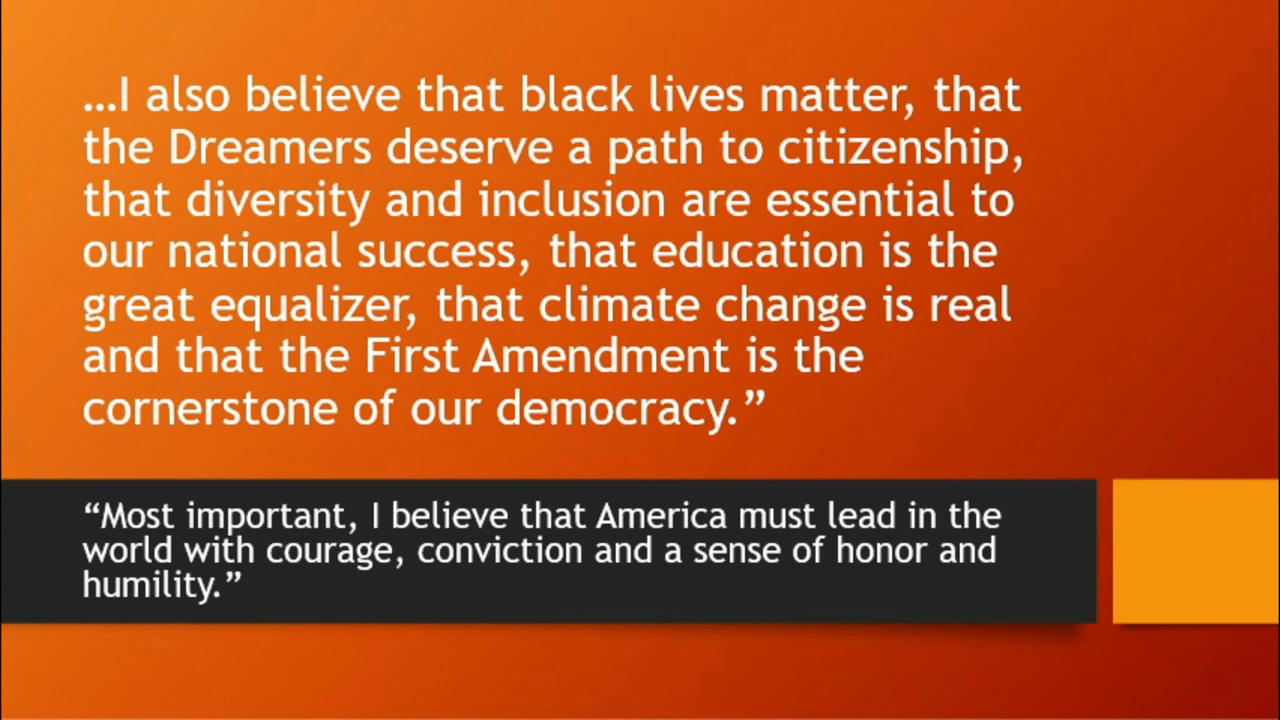 …I also believe that black lives matter, that
the Dreamers deserve a path to citizenship,
that diversity and inclusion are essential to
our national success, that education is the
great equalizer, that climate change is real
and that the First Amendment is the
cornerstone of our democracy.”
“Most important, I believe that America must lead in the
world with courage, conviction and a sense of honor and
humility.”